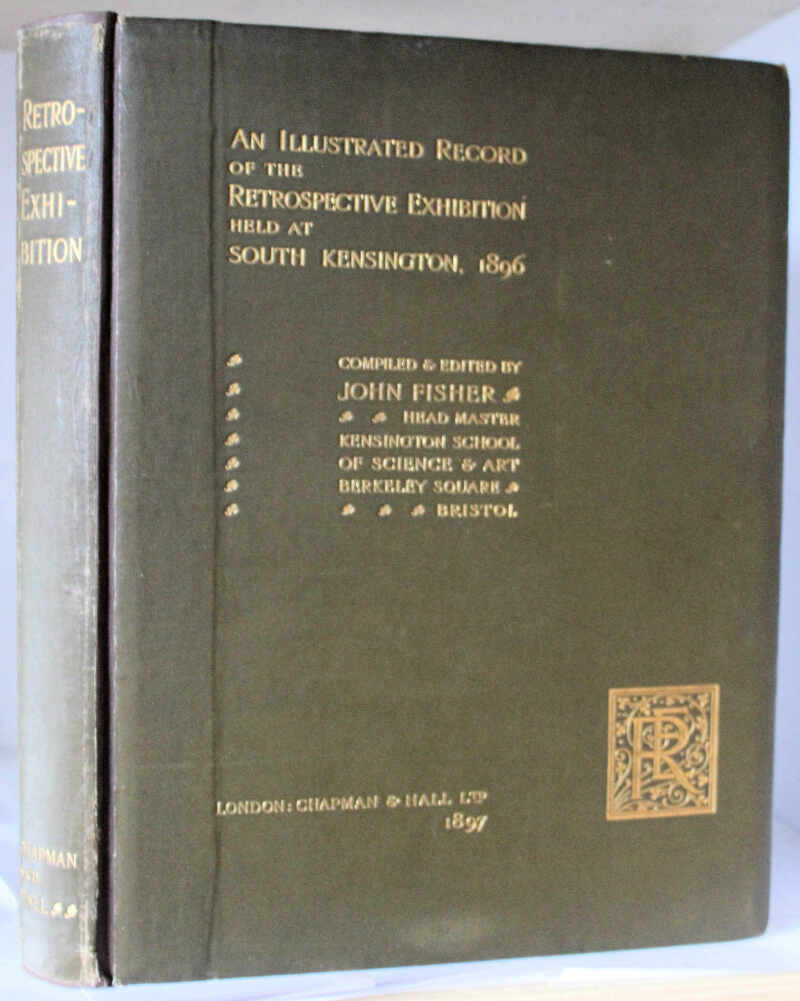 RETRO-
SPECTIVE
EXHI-
BITION
CHAPMAN
AN ILLUSTRATED RECORD
OF THE
RETROSPECTIVE EXHIBITION
HELD AT
SOUTH KENSINGTON, 1896
COMPILED & EDITED BY
JOHN FISHER
HEAD MASTER
KENSINGTON SCHOOL
OF SCIENCE & ART
BERKELEY SQUARE
BRISTOL
RE
LONDON: CHAPMAN & HALL LTD
1897